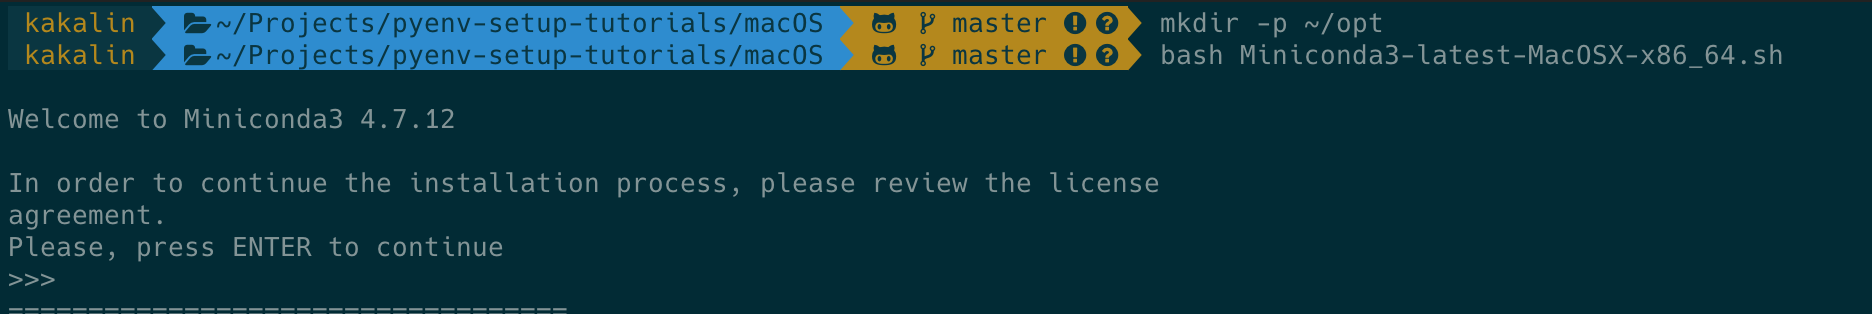 kakalin ~/Projects/pyenv-setup-tutorials/macOS master mkdir -p ~/opt
kakalin ~/Projects/pyenv-setup-tutorials/macOS master bash Miniconda3-latest-MacOSX-x86_64.sh
Welcome to Miniconda3 4.7.12
In order to continue the installation process, please review the license
agreement.
Please, press ENTER to continue
>>>
===================================